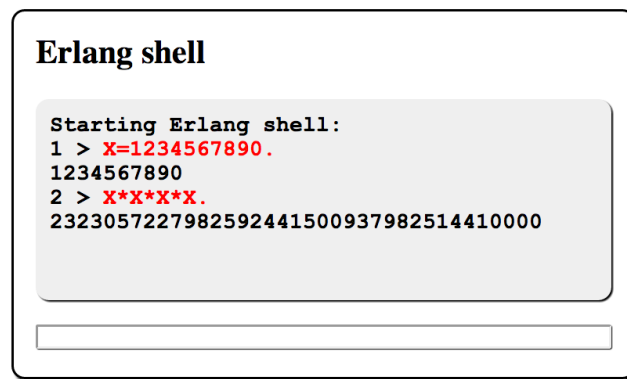 Erlang shell
Starting Erlang shell:
1 > X=1234567890.
1234567890
2 > X*X*X*X.
2323057227982592441500937982514410000